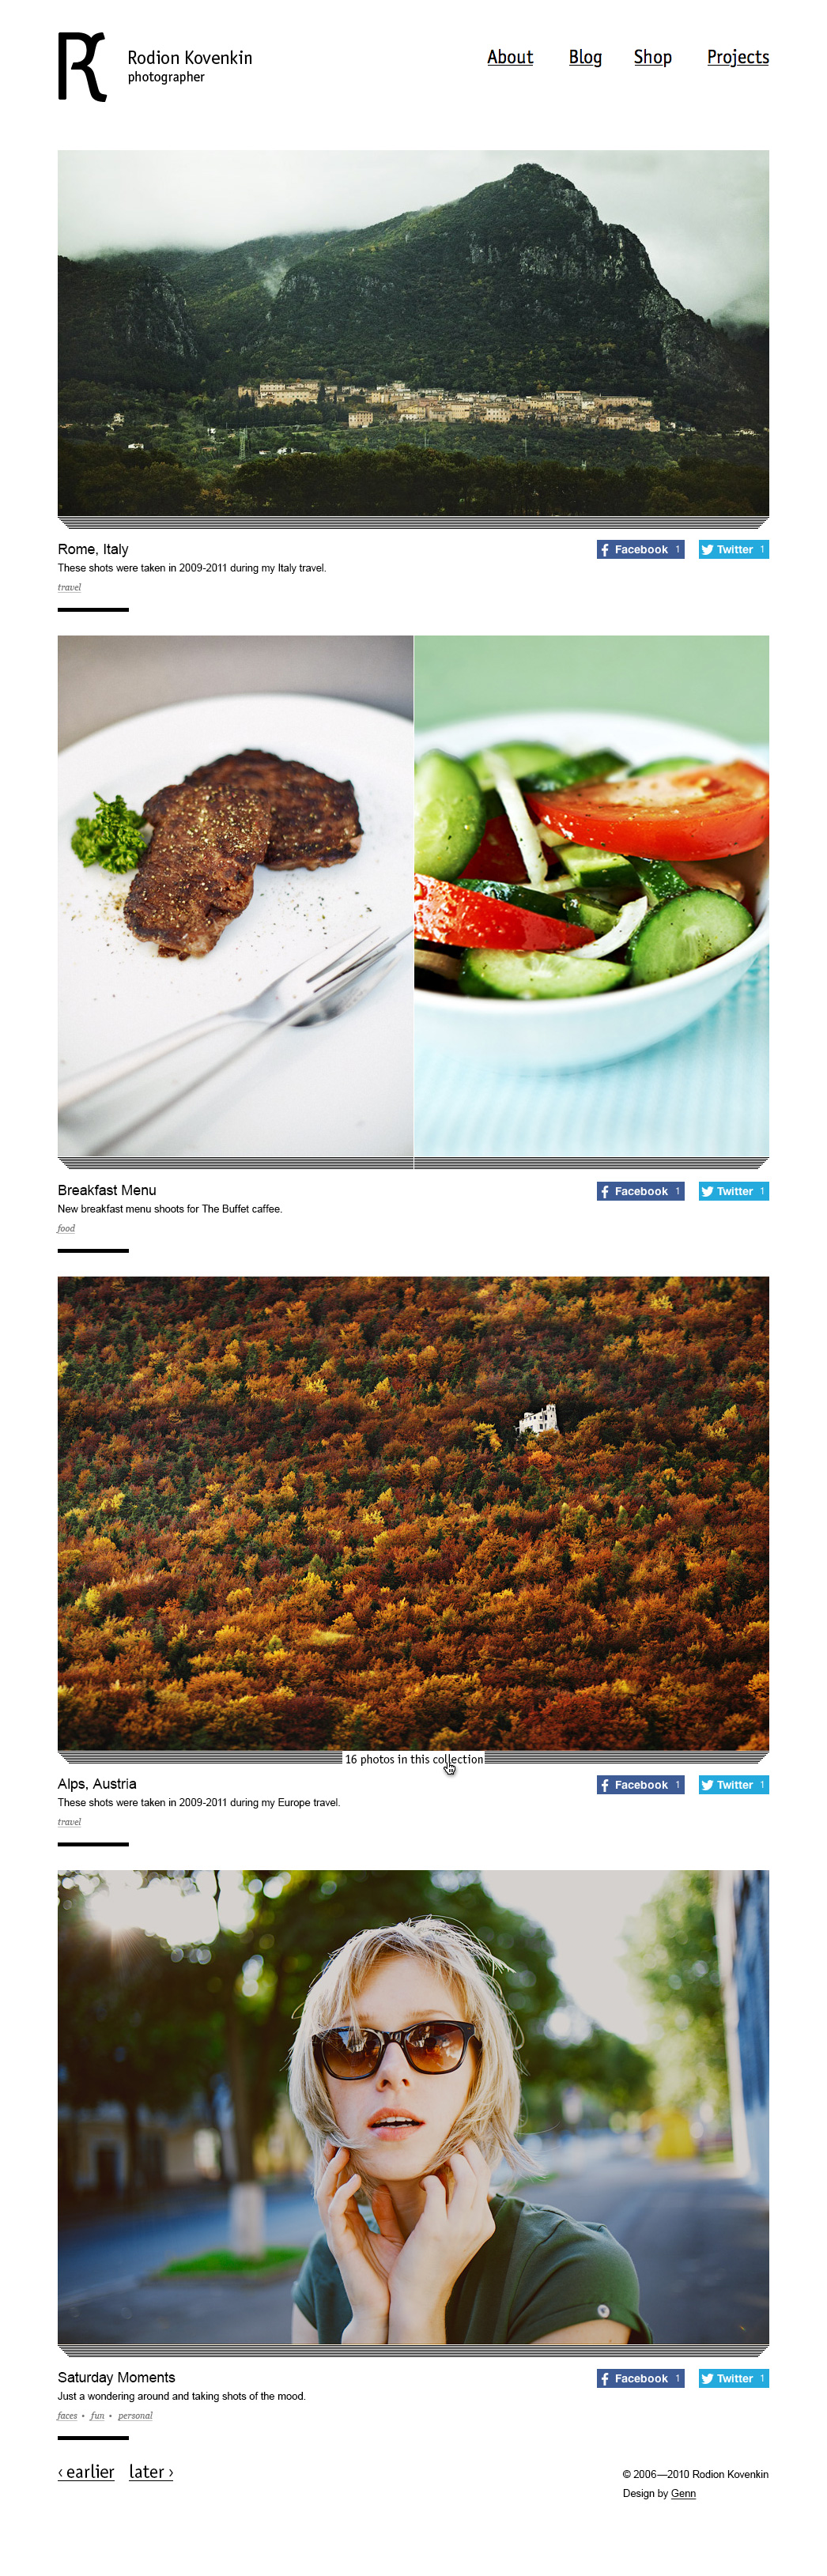 Rodion Kovenkin
photographer
About Blog Shop Projects
Rome, Italy
Facebook 1 Twitter 1
These shots were taken in 2009-2011 during my Italy travel.
travel
Breakfast Menu
Facebook 1 Twitter 1
New breakfast menu shoots for The Buffet caffee.
food
16 photos in this collection
Alps, Austria
Facebook 1 Twitter 1
These shots were taken in 2009-2011 during my Europe travel.
travel
Saturday Moments
Facebook 1 Twitter 1
Just a wondering around and taking shots of the mood.
faces • fun • personal
‹ earlier later ›
© 2006—2010 Rodion Kovenkin
Design by Genn